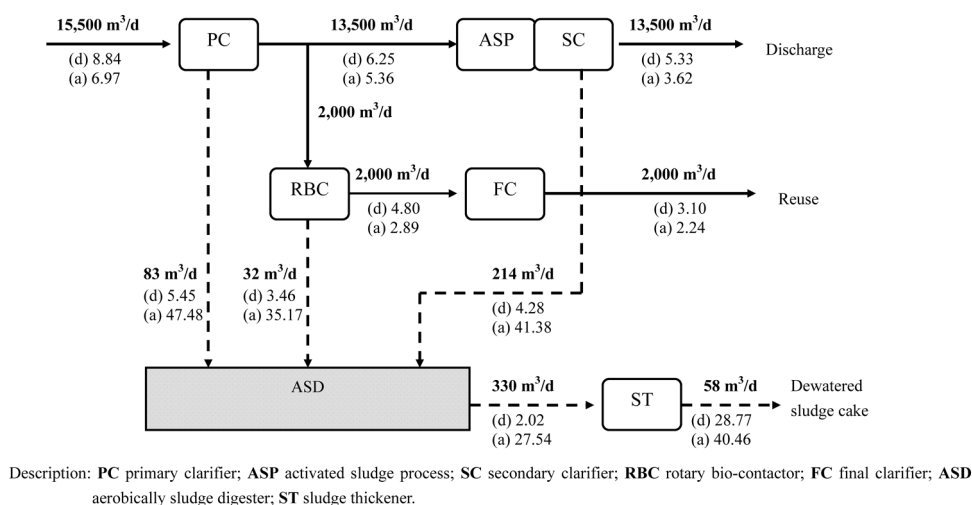 15,500 m³/d
(d) 8.84
(a) 6.97
PC
13,500 m³/d
(d) 6.25
(a) 5.36
ASP
SC
13,500 m³/d
(d) 5.33
(a) 3.62
Discharge
2,000 m³/d
RBC
2,000 m³/d
(d) 4.80
(a) 2.89
FC
2,000 m³/d
(d) 3.10
(a) 2.24
Reuse
83 m³/d
(d) 5.45
(a) 47.48
32 m³/d
(d) 3.46
(a) 35.17
214 m³/d
(d) 4.28
(a) 41.38
ASD
330 m³/d
(d) 2.02
(a) 27.54
ST
58 m³/d
(d) 28.77
(a) 40.46
Dewatered
sludge cake
Description: PC primary clarifier; ASP activated sludge process; SC secondary clarifier; RBC rotary bio-contactor; FC final clarifier; ASD
aerobically sludge digester; ST sludge thickener.